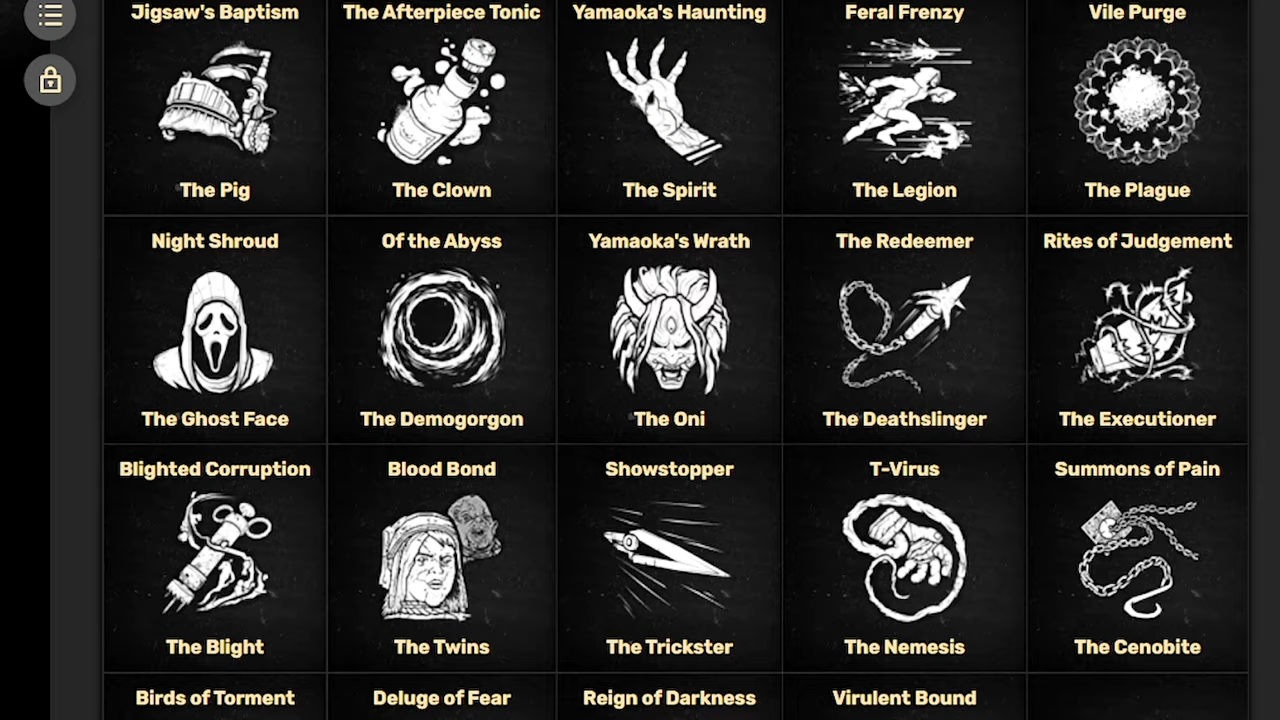 Jigsaw's Baptism
The Afterpiece Tonic
Yamaoka's Haunting
Feral Frenzy
Vile Purge
The Pig
The Clown
The Spirit
The Legion
The Plague
Night Shroud
Of the Abyss
Yamaoka's Wrath
The Redeemer
Rites of Judgement
The Ghost Face
The Demogorgon
The Oni
The Deathslinger
The Executioner
Blighted Corruption
Blood Bond
Showstopper
T-Virus
Summons of Pain
The Blight
The Twins
The Trickster
The Nemesis
The Cenobite
Birds of Torment
Deluge of Fear
Reign of Darkness
Virulent Bound